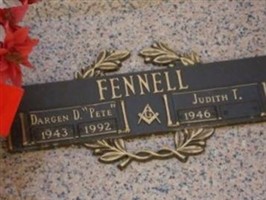 FENNELL
DARGEN D. "PETE"
1943 1992
JUDITH T.
1946